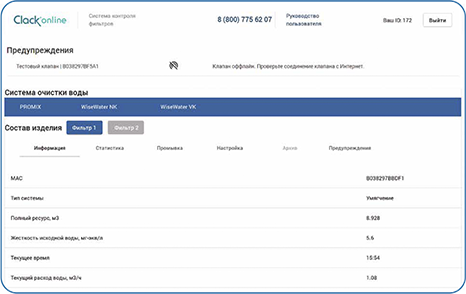 Clack online
Система контроля фильтров
8 (800) 775 62 07
Руководство пользователя
Ваш ID: 172
Выйти
Предупреждения
Тестовый клапан | B038297BF5A1
Клапан оффлайн. Проверьте соединение клапана с Интернет.
Система очистки воды
PROMIX WiseWater NK WiseWater VK
Состав изделия Фильтр 1 Фильтр 2
Информация Статистика Промывка Настройка Архив Предупреждения
MAC B038297BBDF1
Тип системы Умягчение
Полный ресурс, м3 8.928
Жесткость исходной воды, мг-экв/л 5.6
Текущее время 15:54
Текущий расход воды, м3/ч 1.08